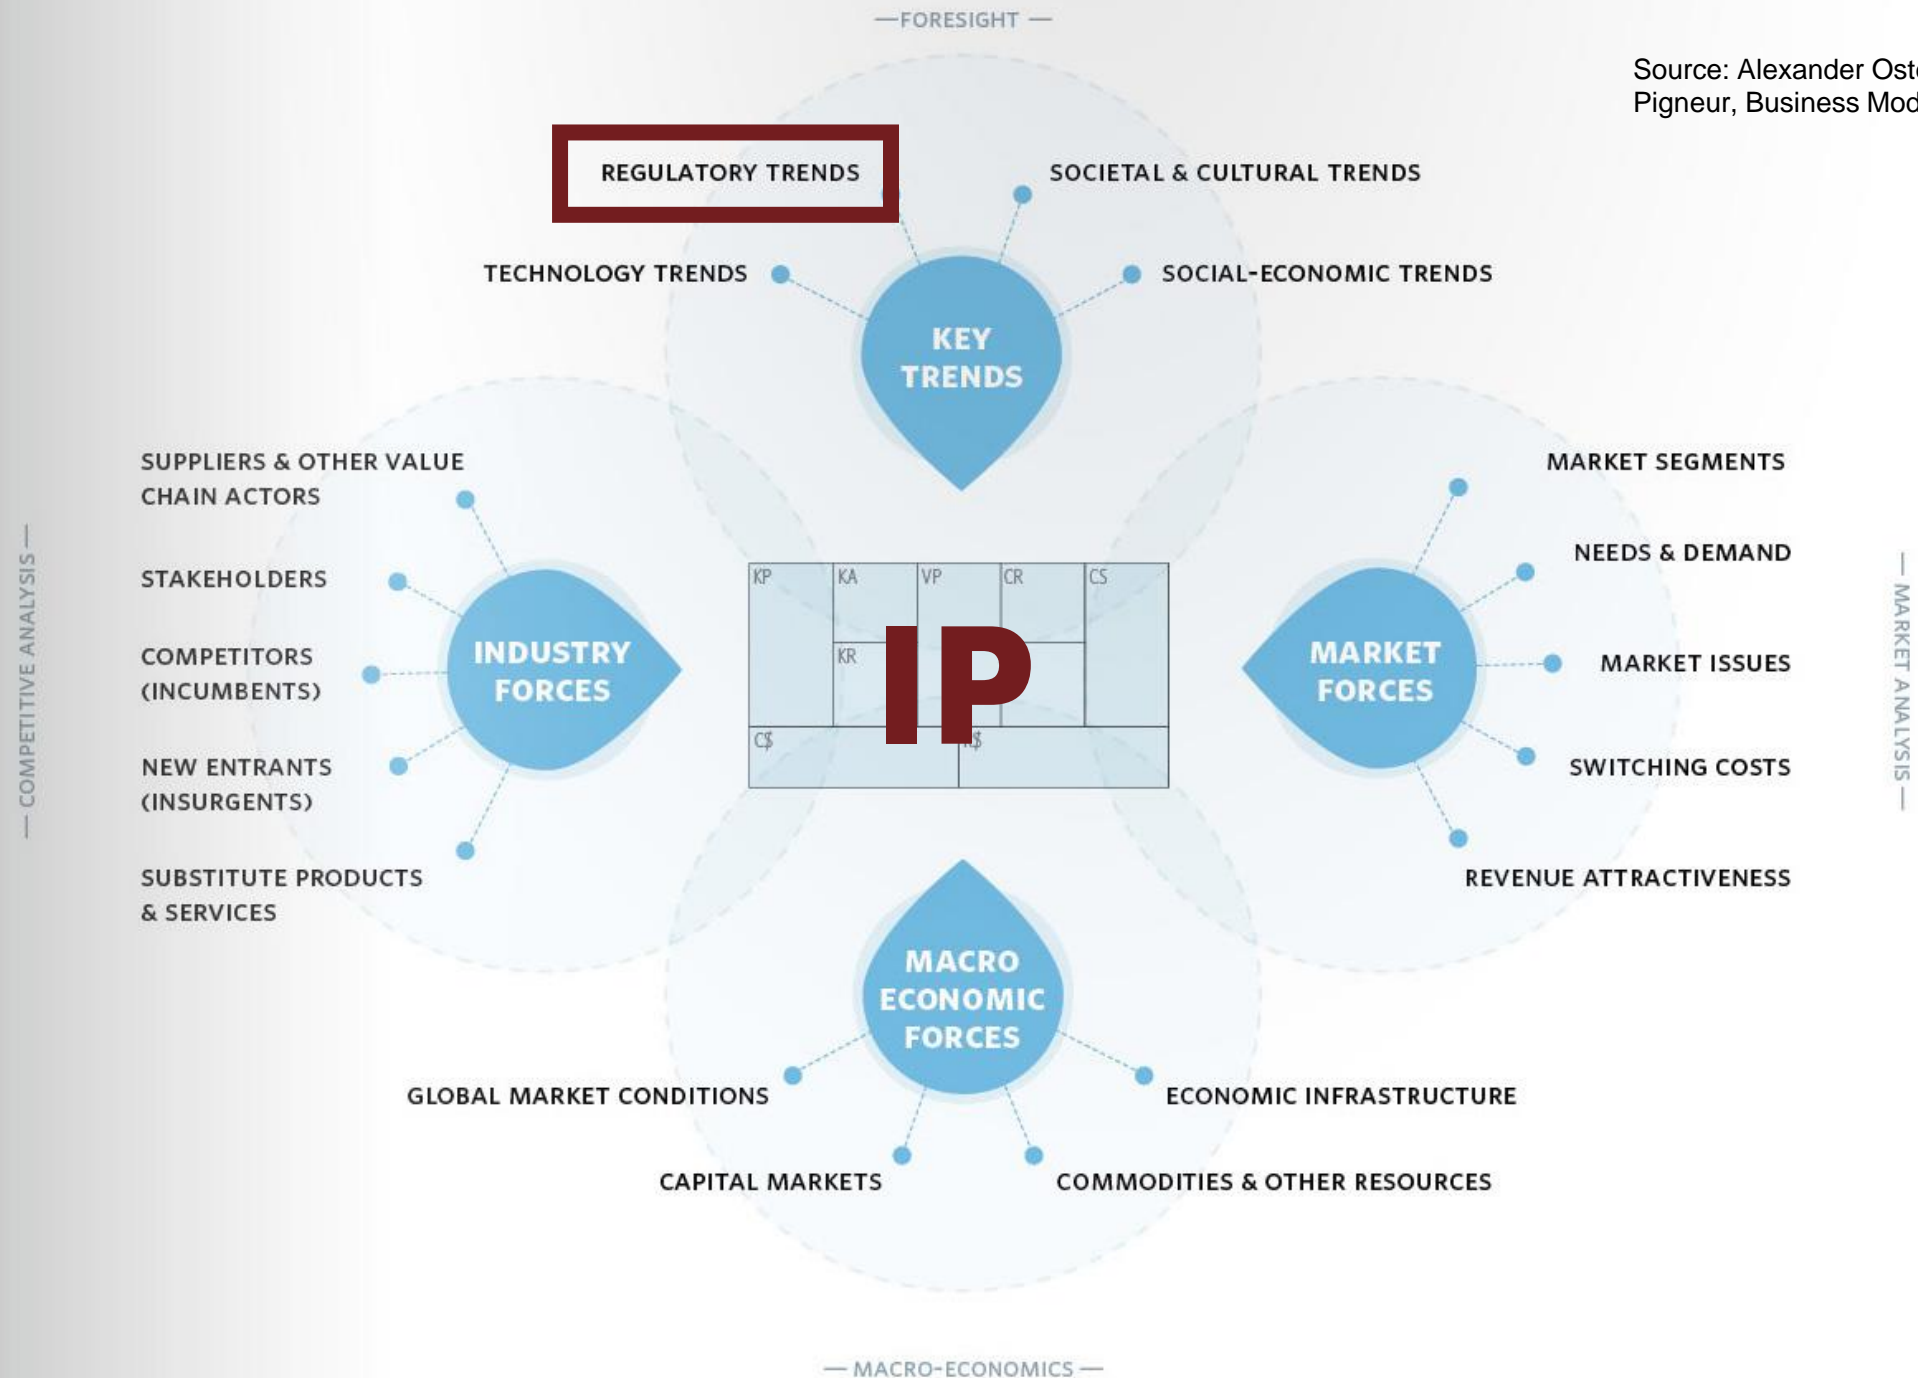 —FORESIGHT —
Source: Alexander
Pigneur, Business
REGULATORY TRENDS
SOCIETAL & CULTURAL TRENDS
TECHNOLOGY TRENDS
SOCIAL-ECONOMIC TRENDS
KEY
TRENDS
— COMPETITIVE ANALYSIS —
SUPPLIERS & OTHER VALUE
CHAIN ACTORS
STAKEHOLDERS
COMPETITORS
(INCUMBENTS)
NEW ENTRANTS
(INSURGENTS)
SUBSTITUTE PRODUCTS
& SERVICES
INDUSTRY
FORCES
KP
KA
VP
CR
CS
KR
IP
C$
MARKET
FORCES
MARKET SEGMENTS
NEEDS & DEMAND
MARKET ISSUES
SWITCHING COSTS
REVENUE ATTRACTIVENESS
— MARKET ANALYSIS —
MACRO
ECONOMIC
FORCES
GLOBAL MARKET CONDITIONS
ECONOMIC INFRASTRUCTURE
CAPITAL MARKETS
COMMODITIES & OTHER RESOURCES
— MACRO-ECONOMICS —